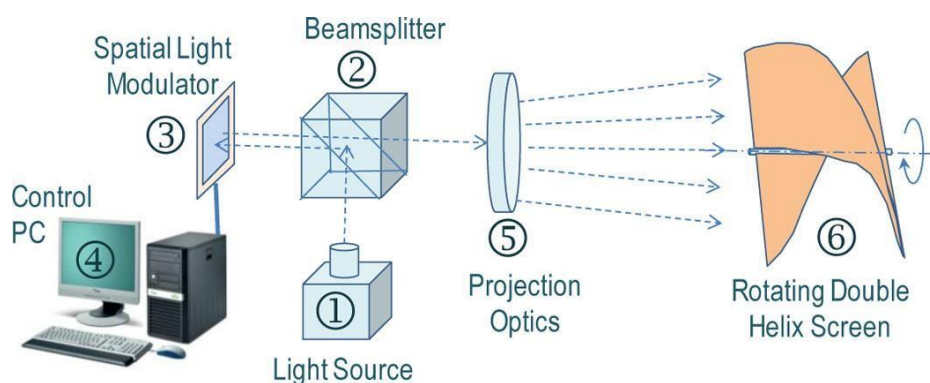 Spatial Light
Modulator
③
Beamsplitter
②
Control
PC
④
①
Light Source
⑤
Projection
Optics
⑥
Rotating Double
Helix Screen